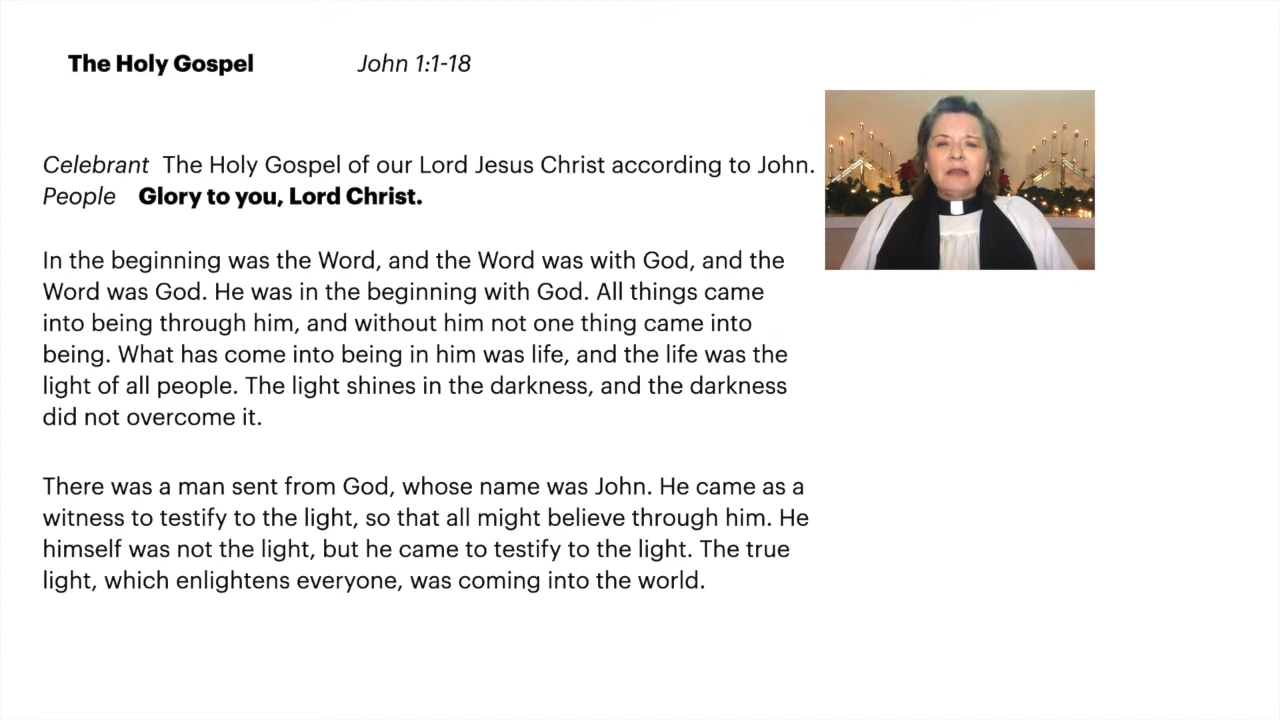 The Holy Gospel John 1:1-18
Celebrant The Holy Gospel of our Lord Jesus Christ according to John.
People Glory to you, Lord Christ.
In the beginning was the Word, and the Word was with God, and the
Word was God. He was in the beginning with God. All things came
into being through him, and without him not one thing came into
being. What has come into being in him was life, and the life was the
light of all people. The light shines in the darkness, and the darkness
did not overcome it.
There was a man sent from God, whose name was John. He came as a
witness to testify to the light, so that all might believe through him. He
himself was not the light, but he came to testify to the light. The true
light, which enlightens everyone, was coming into the world.